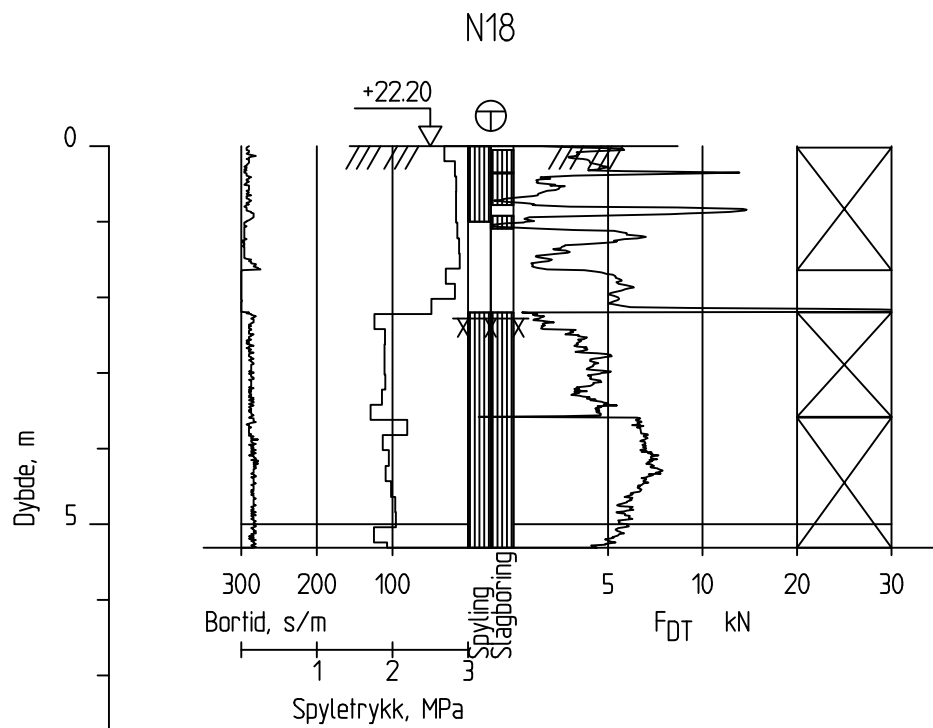 N18
+22.20
0
Dybde, m
5
300 200 100 5 10 20 30
Bortid, s/m
Spyling
Slagboring
F_DT kN
1 2 3
Spyletrykk, MPa